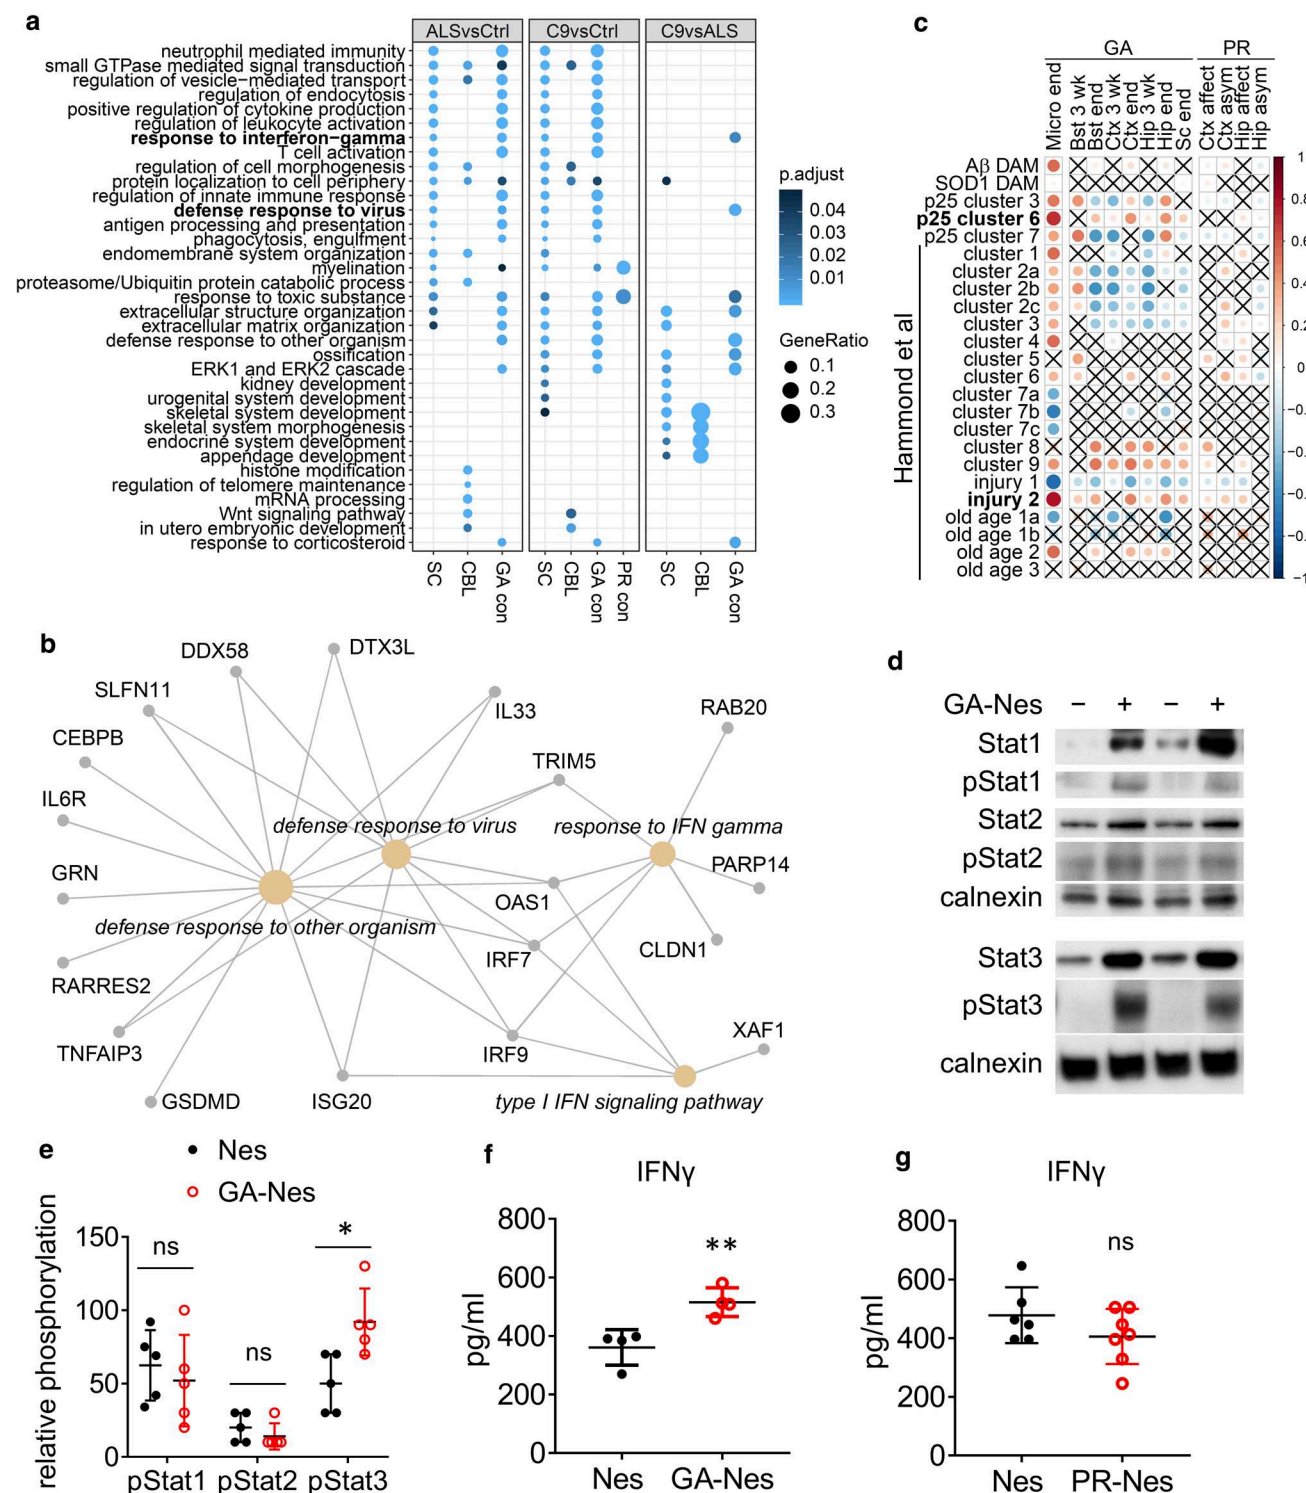 a
ALSvsCtrl
C9vsCtrl
C9vsALS
neutrophil mediated immunity
small GTPase mediated signal transduction
regulation of vesicle−mediated transport
regulation of endocytosis
positive regulation of cytokine production
regulation of leukocyte activation
response to interferon−gamma
T cell activation
regulation of cell morphogenesis
protein localization to cell periphery
regulation of innate immune response
defense response to virus
antigen processing and presentation
phagocytosis, engulfment
endomembrane system organization
myelination
proteasome/Ubiquitin protein catabolic process
response to toxic substance
extracellular structure organization
extracellular matrix organization
defense response to other organism
ossification
ERK1 and ERK2 cascade
kidney development
urogenital system development
skeletal system development
skeletal system morphogenesis
endocrine system development
appendage development
histone modification
regulation of telomere maintenance
mRNA processing
Wnt signaling pathway
in utero embryonic development
response to corticosteroid
SC
CBL
GA con
SC
CBL
GA con
PR con
SC
CBL
GA con
p.adjust
0.04
0.03
0.02
0.01
GeneRatio
0.1
0.2
0.3
c
GA
PR
Micro end
Bst 3 wk
Bst end
Ctx 3 wk
Ctx end
Hip 3 wk
Hip end
Sc end
Ctx affect
Ctx asym
Hip affect
Hip asym
Aβ DAM
SOD1 DAM
p25 cluster 3
p25 cluster 6
p25 cluster 7
cluster 1
cluster 2a
cluster 2b
cluster 2c
cluster 3
cluster 4
cluster 5
cluster 6
cluster 7a
cluster 7b
cluster 7c
cluster 8
cluster 9
injury 1
injury 2
old age 1a
old age 1b
old age 2
old age 3
Hammond et al
1
0.8
0.6
0.4
0.2
0
b
DDX58
DTX3L
SLFN11
IL33
RAB20
CEBPB
TRIM5
IL6R
defense response to virus
response to IFN gamma
GRN
PARP14
OAS1
defense response to other organism
CLDN1
IRF7
RARRES2
XAF1
TNFAIP3
IRF9
GSDMD
ISG20
type I IFN signaling pathway
d
GA-Nes − + − +
Stat1
pStat1
Stat2
pStat2
calnexin
Stat3
pStat3
calnexin
e
Nes
GA-Nes
relative phosphorylation
150
100
50
0
ns
ns
*
pStat1 pStat2 pStat3
f
IFNγ
pg/ml
800
600
400
200
0
**
Nes GA-Nes
g
IFNγ
pg/ml
800
600
400
200
0
ns
Nes PR-Nes